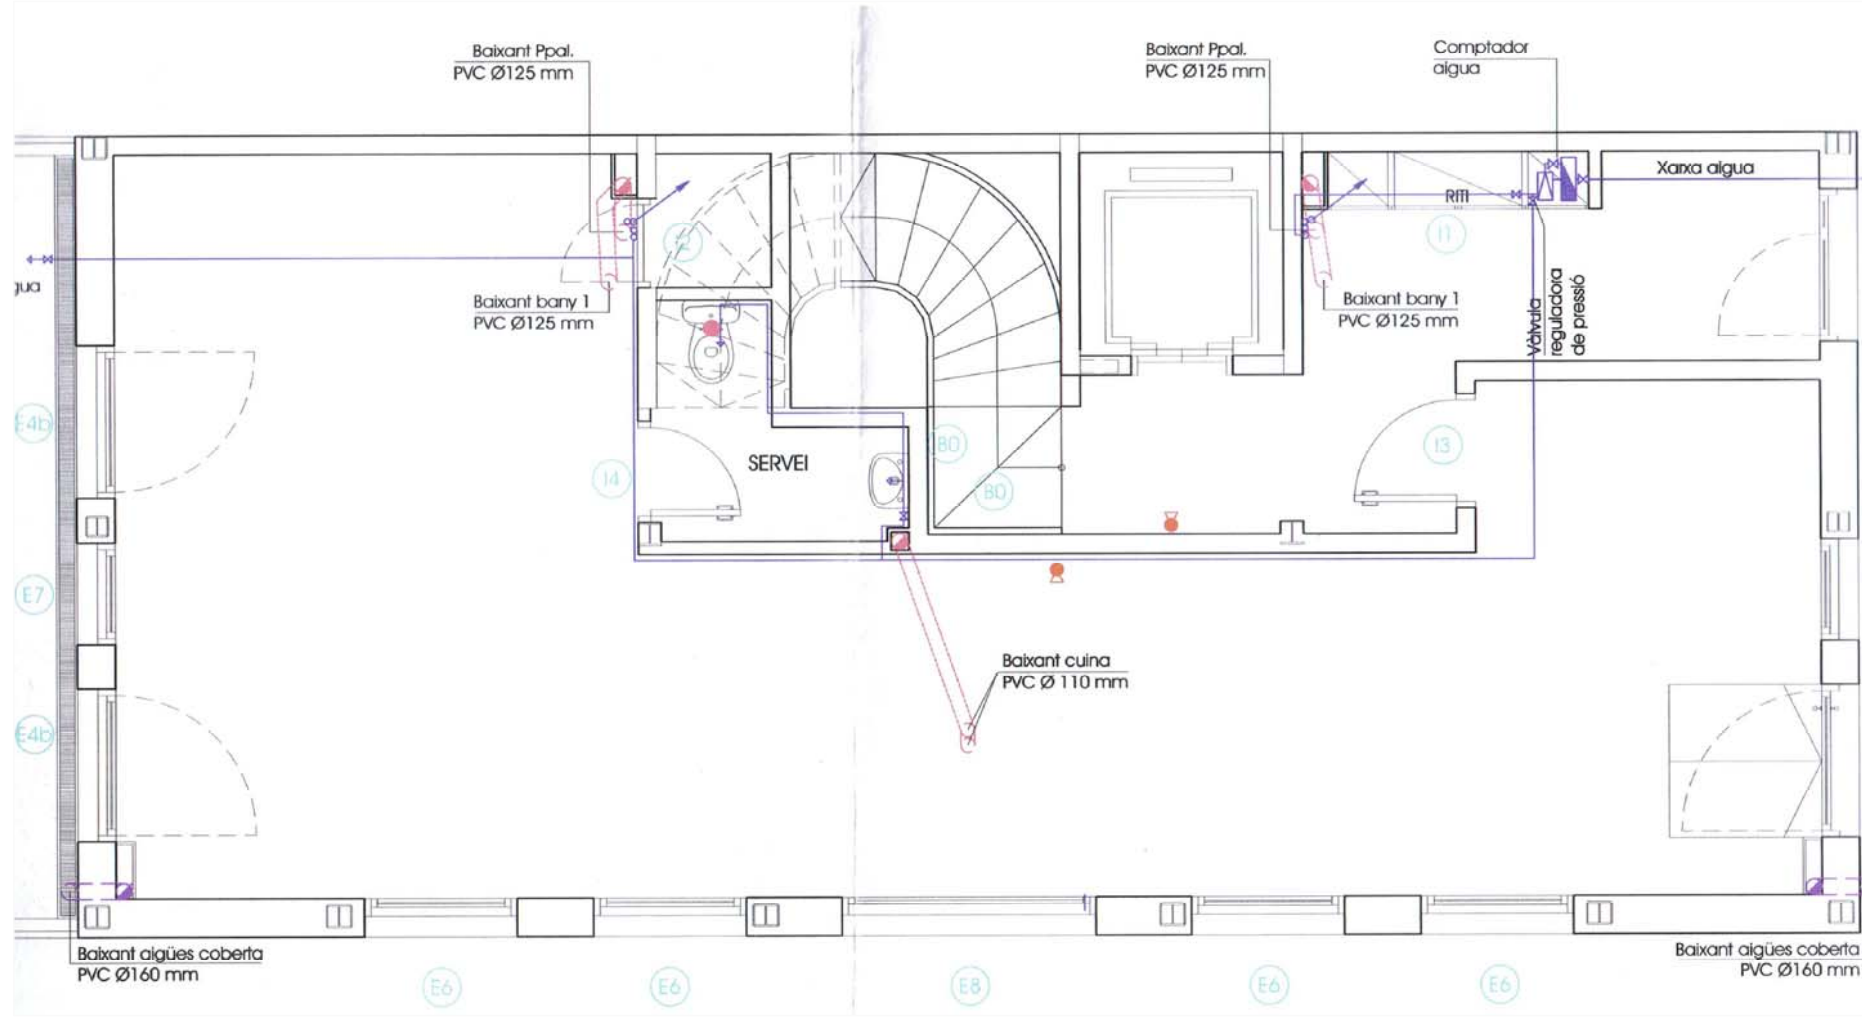 Baixant Ppal.
PVC Ø125 mm
Baixant Ppal.
PVC Ø125 mm
Comptador
aigua
Xarxa aigua
RITI
I2
I1
gua
Baixant bany 1
PVC Ø125 mm
Baixant bany 1
PVC Ø125 mm
Vàlvula
reguladora
de pressió
E4b
I4
SERVEI
B0
B0
I3
E7
Baixant cuina
PVC Ø 110 mm
E4b
Baixant aigües coberta
PVC Ø160 mm
Baixant aigües coberta
PVC Ø160 mm
E6
E6
E8
E6
E6